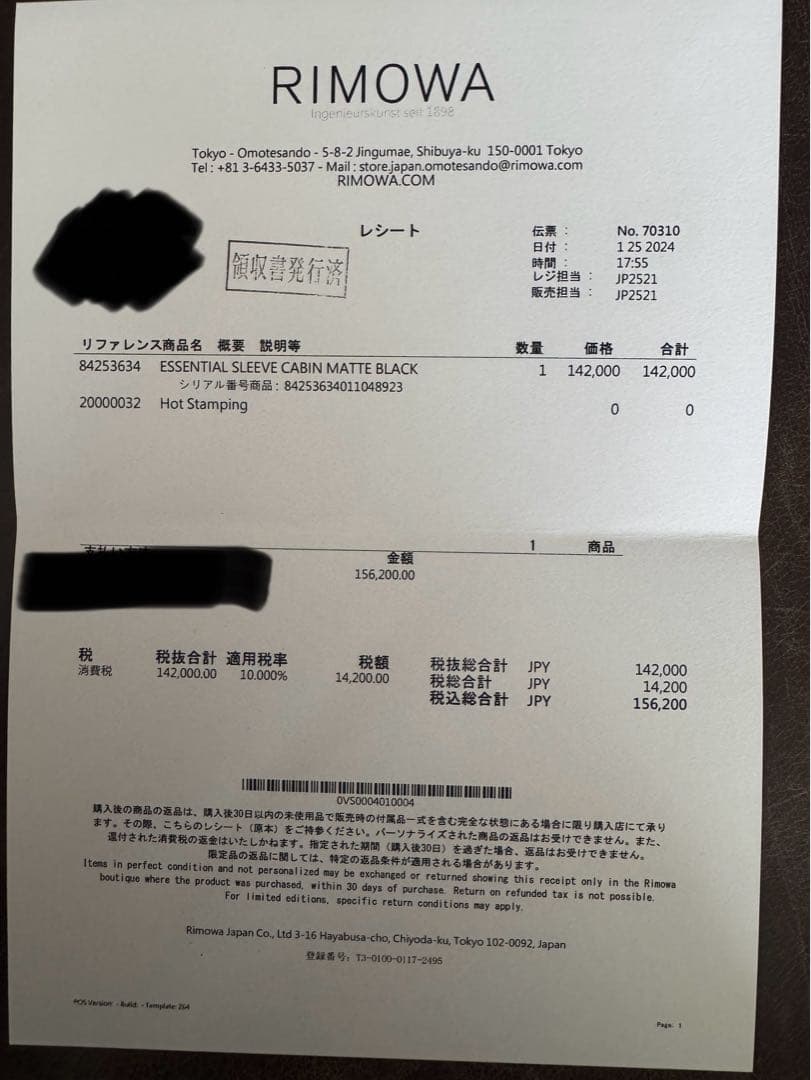 RIMOWA
Ingenieurskunst seit 1898
Tokyo - Omotesando - 5-8-2 Jingumae, Shibuya-ku 150-0001 Tokyo
Tel : +81 3-6433-5037 - Mail : store.japan.omotesando@rimowa.com
RIMOWA.COM
レシート
領収書発行済
伝票 : No. 70310
日付 : 1 25 2024
時間 : 17:55
レジ担当 : JP2521
販売担当 : JP2521
リファレンス商品名 概要 説明等 数量 価格 合計
84253634 ESSENTIAL SLEEVE CABIN MATTE BLACK 1 142,000 142,000
シリアル番号商品 : 84253634011048923
20000032 Hot Stamping 0 0
1 商品
金額
156,200.00
税 税抜合計 適用税率 税額
消費税 142,000.00 10.000% 14,200.00
税抜総合計 JPY 142,000
税総合計 JPY 14,200
税込総合計 JPY 156,200
0VS0004010004
購入後の商品の返品は、購入後30日以内の未使用品で販売時の付属品一式を含む完全な状態にある場合に限り購入店にて承り
ます。その際、こちらのレシート（原本）をご持参ください。パーソナライズされた商品の返品はお受けできません。また、
還付された消費税の返金はいたしかねます。指定された期間（購入後30日）を過ぎた場合、返品はお受けできません。
限定品の返品に関しては、特定の返品条件が適用される場合があります。
Items in perfect condition and not personalized may be exchanged or returned showing this receipt only in the Rimowa
boutique where the product was purchased, within 30 days of purchase. Return on refunded tax is not possible.
For limited editions, specific return conditions may apply.
Rimowa Japan Co., Ltd 3-16 Hayabusa-cho, Chiyoda-ku, Tokyo 102-0092, Japan
登録番号: T3-0100-0117-2495
POS Version: - Build: - Template: 264
Page: 1